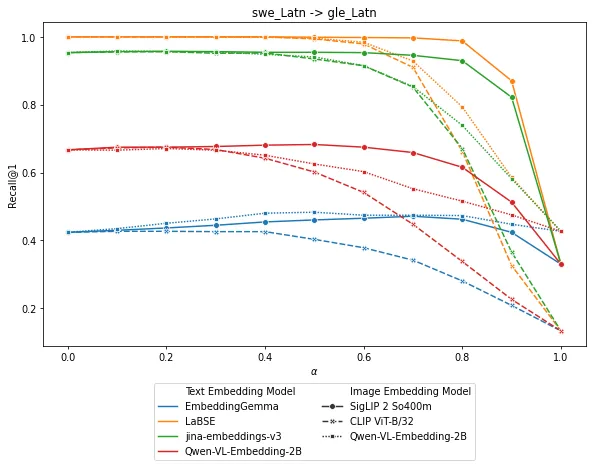 swe_Latn -> gle_Latn
Recall@1
1.0
0.8
0.6
0.4
0.2
0.0 0.2 0.4 0.6 0.8 1.0
α
Text Embedding Model
EmbeddingGemma
LaBSE
jina-embeddings-v3
Qwen-VL-Embedding-2B
Image Embedding Model
SigLIP 2 So400m
CLIP ViT-B/32
Qwen-VL-Embedding-2B